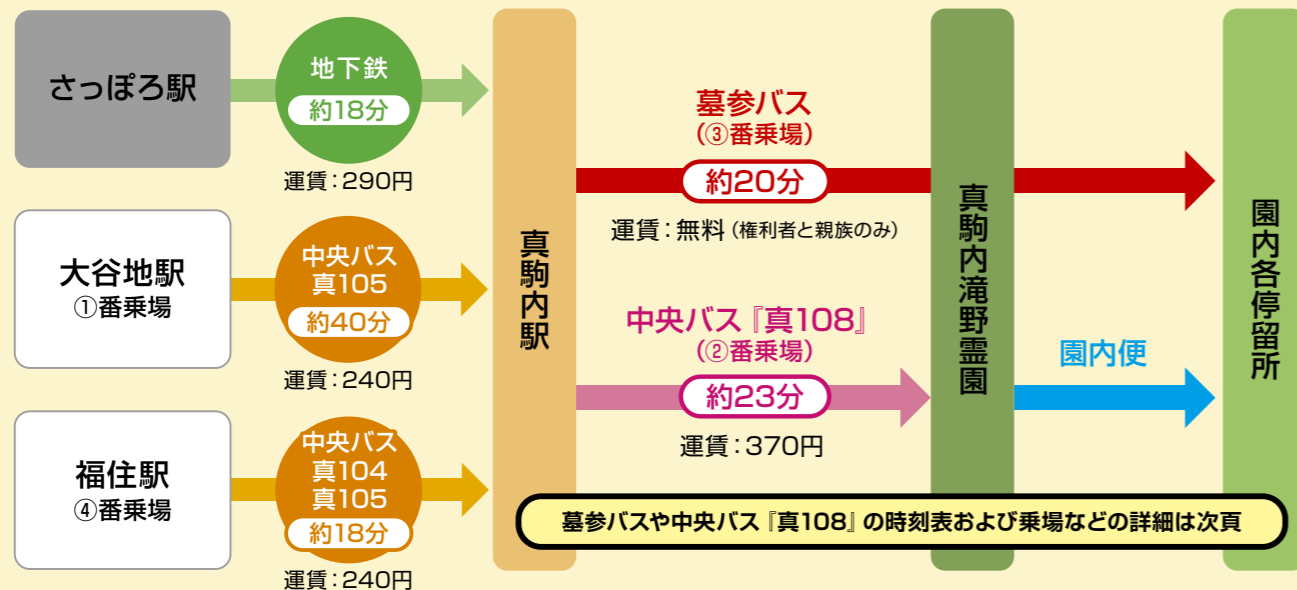 さっぽろ駅
地下鉄
約18分
運賃：290円
大谷地駅
①番乗場
中央バス
真105
約40分
運賃：240円
福住駅
④番乗場
中央バス
真104
真105
約18分
運賃：240円
真駒内駅
墓参バス
(③番乗場)
約20分
運賃：無料 (権利者と親族のみ)
中央バス『真108』
(②番乗場)
約23分
運賃：370円
真駒内滝野霊園
園内便
園内各停留所
墓参バスや中央バス『真108』の時刻表および乗場などの詳細は次頁